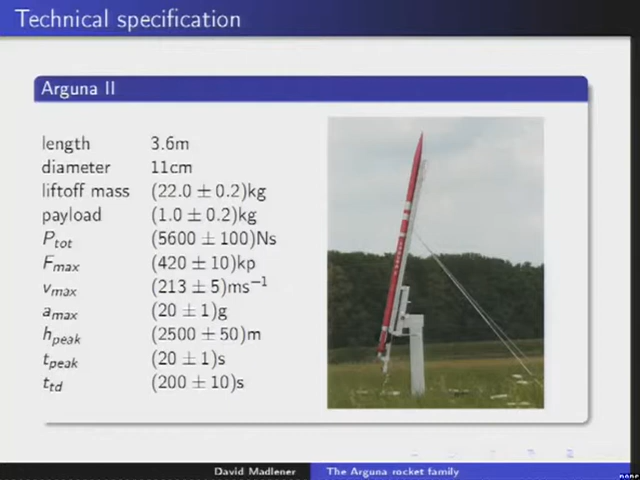 Technical specification
Arguna II
length 3.6m
diameter 11cm
liftoff mass (22.0 ± 0.2)kg
payload (1.0 ± 0.2)kg
P_tot (5600 ± 100)Ns
F_max (420 ± 10)kp
v_max (213 ± 5)ms⁻¹
a_max (20 ± 1)g
h_peak (2500 ± 50)m
t_peak (20 ± 1)s
t_td (200 ± 10)s
David Madlener The Arguna rocket family